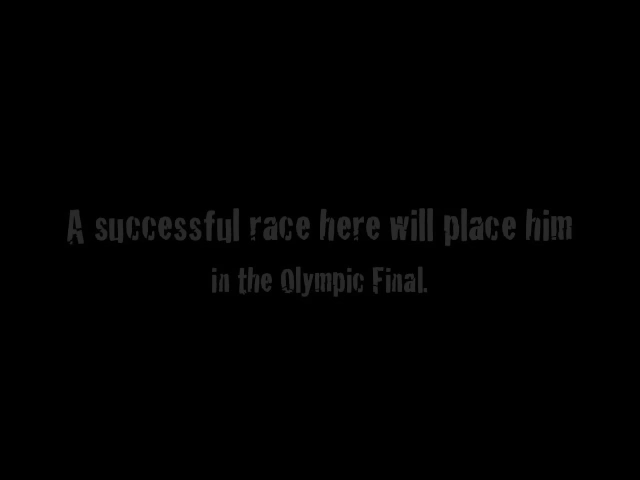 A successful race here will place him
in the Olympic Final.